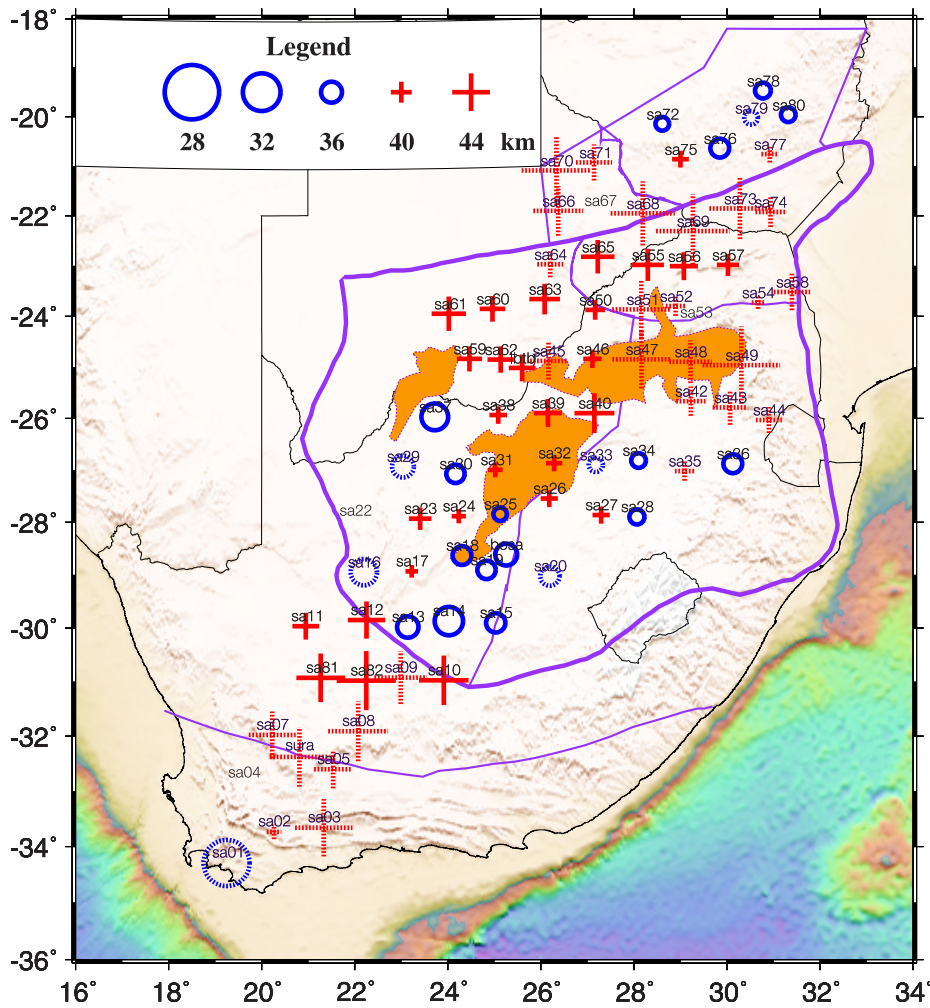 -18°
Legend
28 32 36 40 44 km
-20°
-22°
-24°
-26°
-28°
-30°
-32°
-34°
-36°
16° 18° 20° 22° 24° 26° 28° 30° 32° 34°
sa78
sa72 sa79 sa80
sa76
sa75 sa77
sa70 sa71
sa66 sa67 sa68 sa73 sa74
sa69
sa64 sa65 sa55 sa56 sa57
sa58
sa61 sa60 sa63 sa50 sa51 sa52 sa54
sa53
sa59 sa62 sa45 sa46 sa47 sa48 sa49
lbtb
sa42 sa43
sa37 sa38 sa39 sa40 sa44
sa29 sa30 sa31 sa32 sa33 sa34 sa35 sa36
sa22 sa23 sa24 sa25 sa26 sa27 sa28
sa16 sa17 sa18 sa19 bosa sa20
sa11 sa12 sa13 sa14 sa15
sa81 sa82 sa09 sa10
sa07 sa08
sura
sa04 sa05
sa02 sa03
sa01